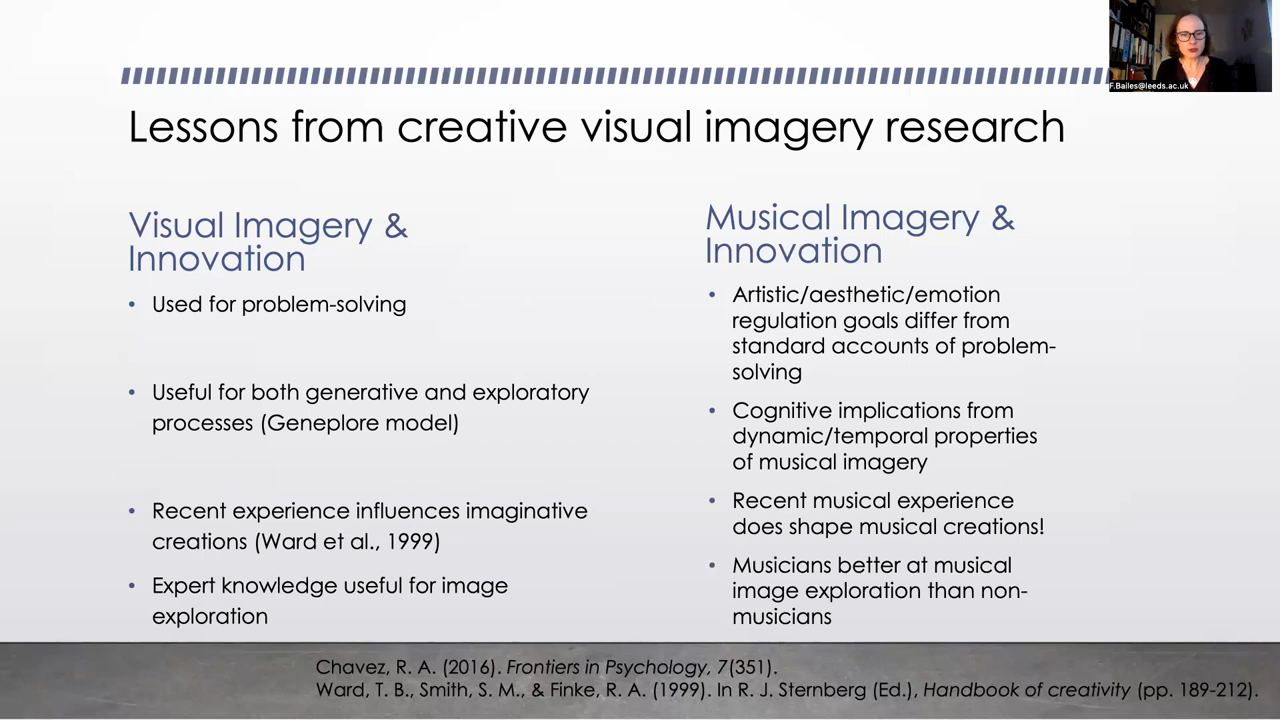 F.Bailes@leeds.ac.uk
Lessons from creative visual imagery research
Visual Imagery &
Innovation
• Used for problem-solving
• Useful for both generative and exploratory
processes (Geneplore model)
• Recent experience influences imaginative
creations (Ward et al., 1999)
• Expert knowledge useful for image
exploration
Musical Imagery &
Innovation
• Artistic/aesthetic/emotion
regulation goals differ from
standard accounts of problem-
solving
• Cognitive implications from
dynamic/temporal properties
of musical imagery
• Recent musical experience
does shape musical creations!
• Musicians better at musical
image exploration than non-
musicians
Chavez, R. A. (2016). Frontiers in Psychology, 7(351).
Ward, T. B., Smith, S. M., & Finke, R. A. (1999). In R. J. Sternberg (Ed.), Handbook of creativity (pp. 189-212).